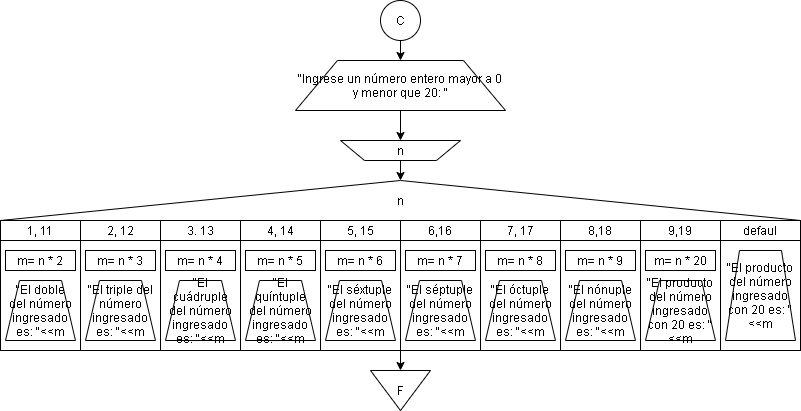 C
"Ingrese un número entero mayor a 0
y menor que 20: "
n
n
1, 11
2, 12
3. 13
4, 14
5, 15
6,16
7, 17
8,18
9,19
defaul
m= n * 2
m= n * 3
m= n * 4
m= n * 5
m= n * 6
m= n * 7
m= n * 8
m= n * 9
m= n * 20
"El doble
del número
ingresado
es: "<<m
"El triple del
número
ingresado
es: "<<m
"El
cuádruple
del número
ingresado
es: "<<m
"El
quíntuple
del número
ingresado
es: "<<m
"El séxtuple
del número
ingresado
es: "<<m
"El séptuple
del número
ingresado
es: "<<m
"El óctuple
del número
ingresado
es: "<<m
"El nónuple
del número
ingresado
es: "<<m
"El producto
del número
ingresado
con 20 es: "
<<m
"El producto
del número
ingresado
con 20 es: "
<<m
F